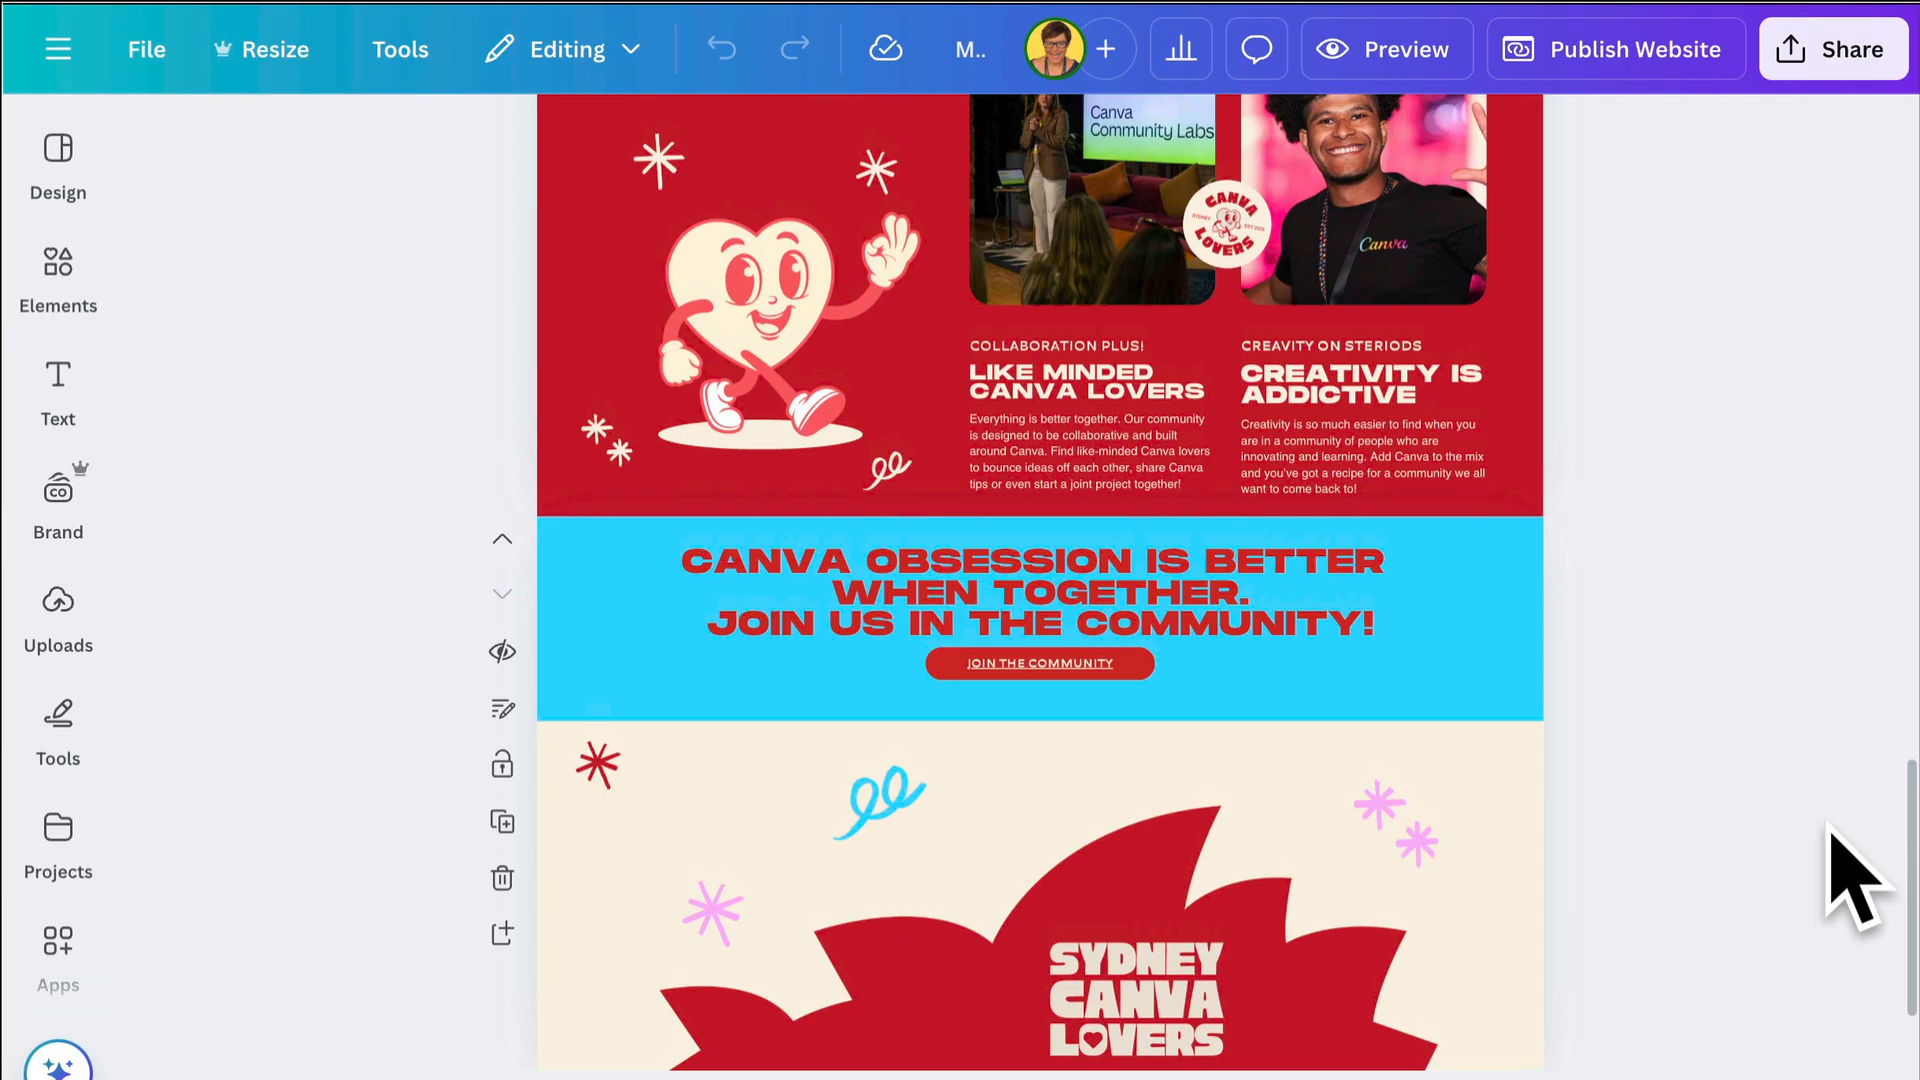 File
Resize
Tools
Editing
M..
Preview
Publish Website
Share
Design
Elements
Text
CO
Brand
Uploads
Tools
Projects
Apps
Canva
Community Labs
CANVA
SYDNEY
LOVERS
Canva
COLLABORATION PLUS!
LIKE MINDED
CANVA LOVERS
Everything is better together. Our community
is designed to be collaborative and built
around Canva. Find like-minded Canva lovers
to bounce ideas off each other, share Canva
tips or even start a joint project together!
CREAVITY ON STERIODS
CREATIVITY IS
ADDICTIVE
Creativity is so much easier to find when you
are in a community of people who are
innovating and learning. Add Canva to the mix
and you've got a recipe for a community we all
want to come back to!
CANVA OBSESSION IS BETTER
WHEN TOGETHER.
JOIN US IN THE COMMUNITY!
JOIN THE COMMUNITY
SYDNEY
CANVA
LOVERS